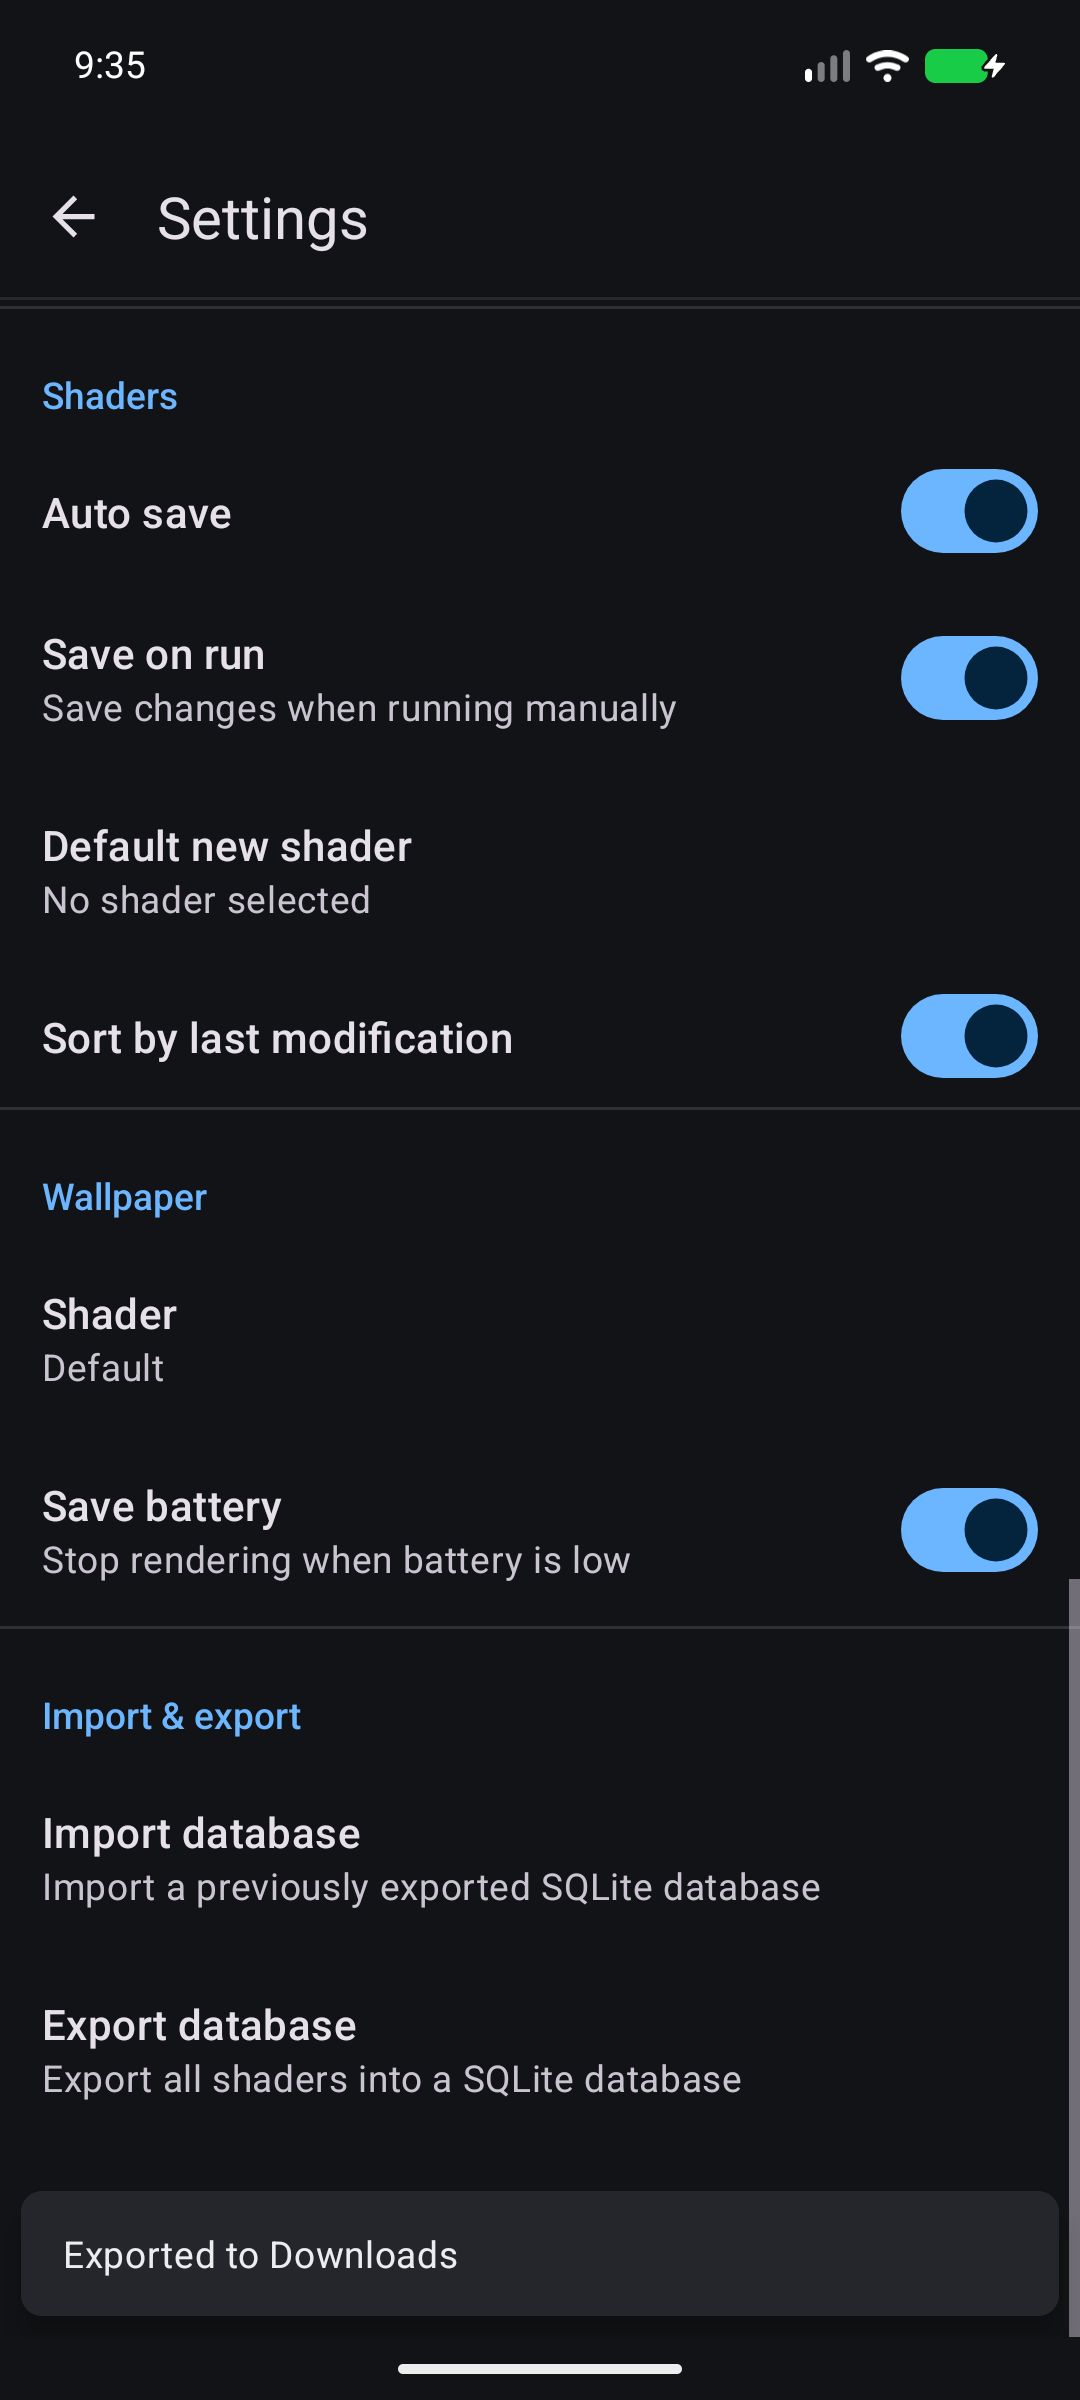 9:35
Settings
Shaders
Auto save
Save on run
Save changes when running manually
Default new shader
No shader selected
Sort by last modification
Wallpaper
Shader
Default
Save battery
Stop rendering when battery is low
Import & export
Import database
Import a previously exported SQLite database
Export database
Export all shaders into a SQLite database
Exported to Downloads